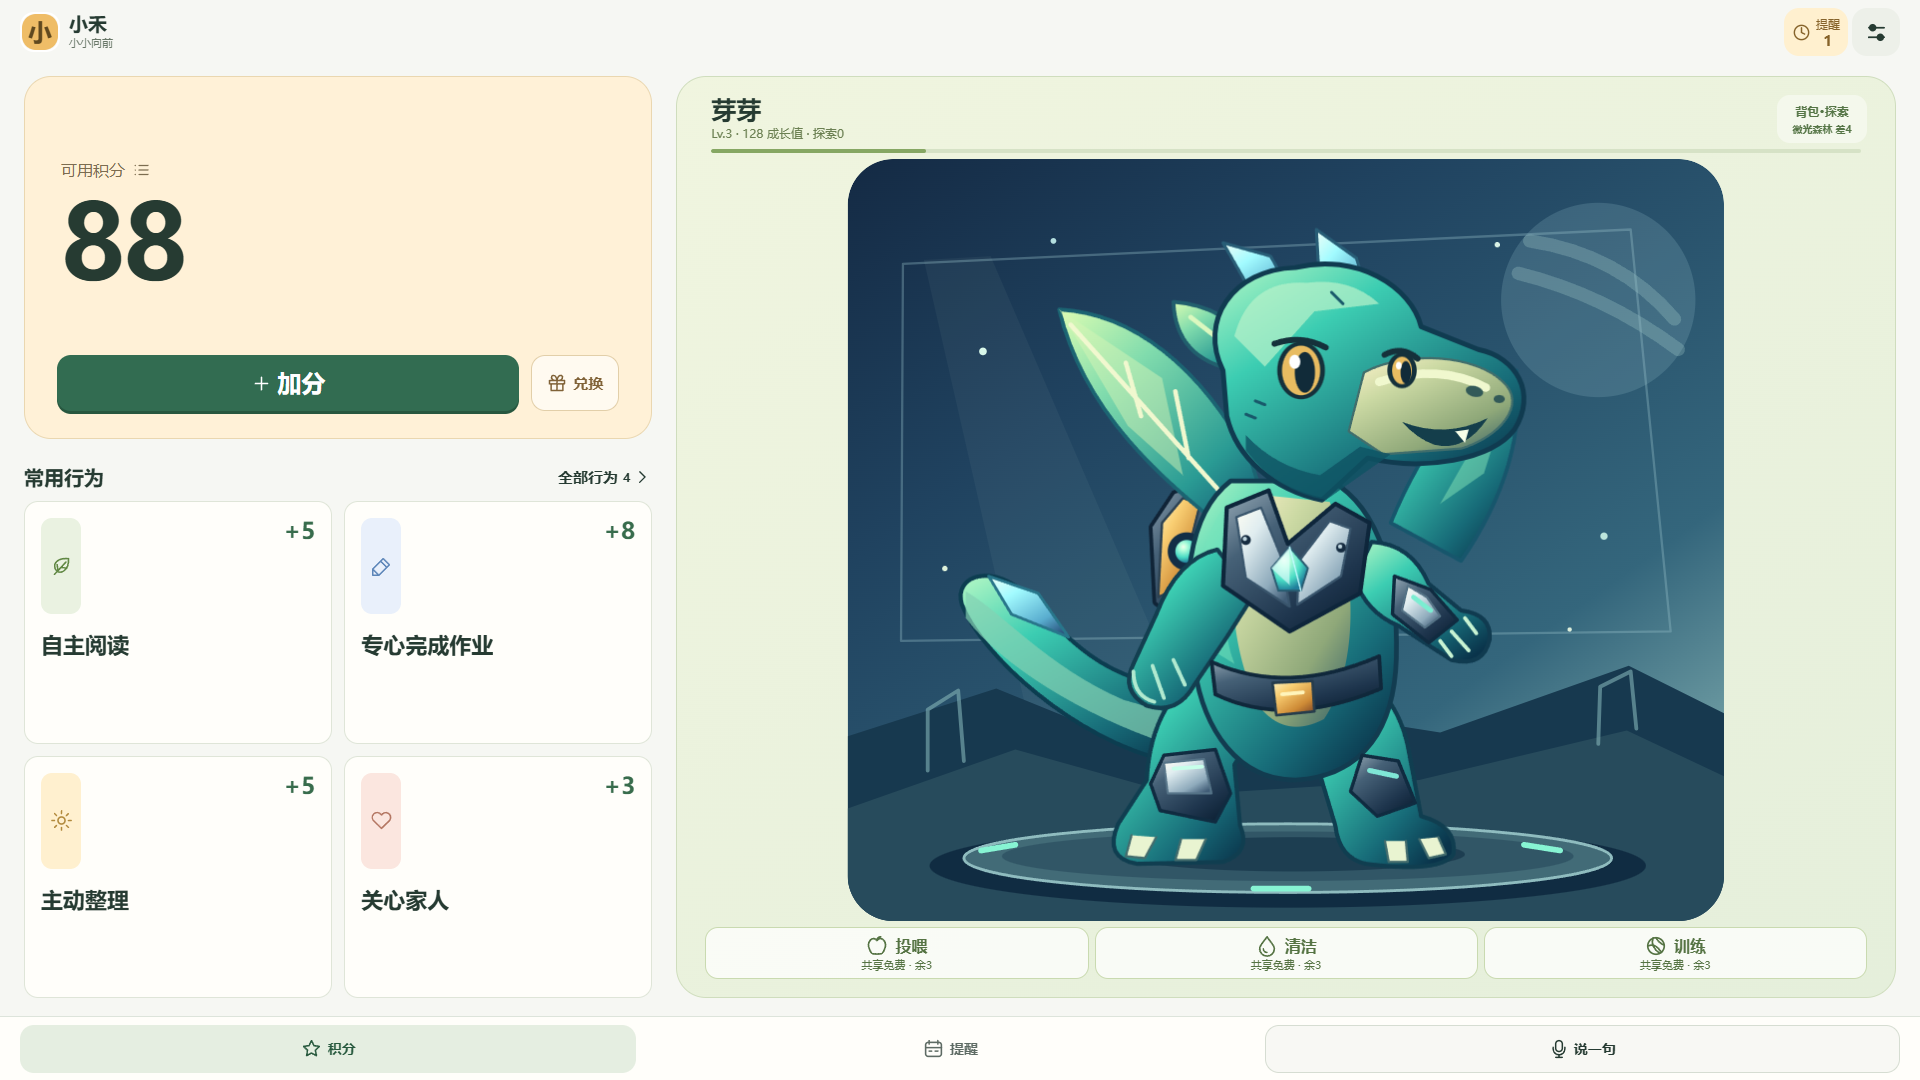 小
小禾
小小向前
提醒
1
可用积分
88
+ 加分
兑换
常用行为
全部行为 4
+5
自主阅读
+8
专心完成作业
+5
主动整理
+3
关心家人
芽芽
Lv.3 · 128 成长值 · 探索0
背包•探索
微光森林 差4
投喂
共享免费 · 余3
清洁
共享免费 · 余3
训练
共享免费 · 余3
积分
提醒
说一句